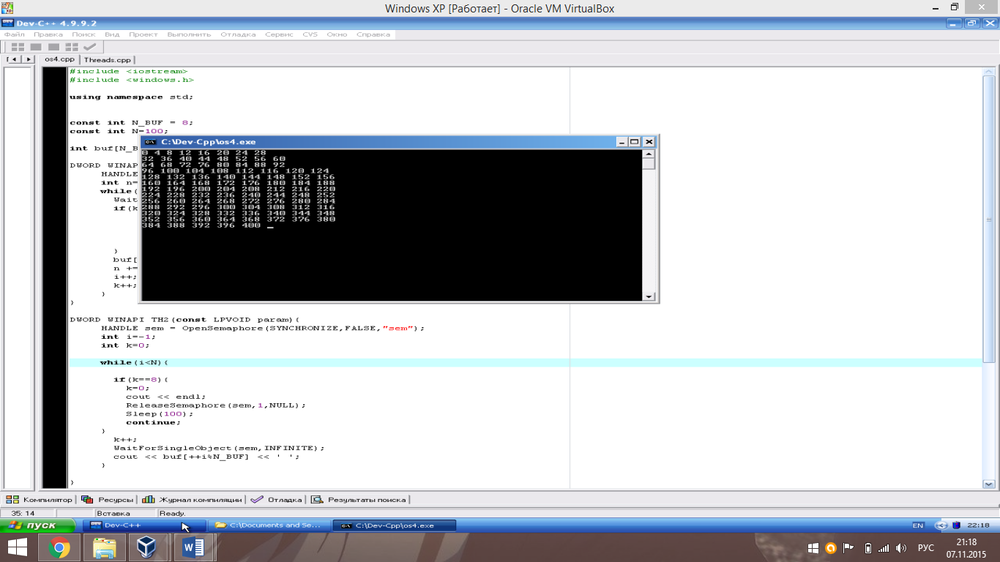 Windows XP [Работает] - Oracle VM VirtualBox
Dev-C++ 4.9.9.2
Файл Правка Поиск Вид Проект Выполнить Отладка Сервис CVS Окно Справка
os4.cpp Threads.cpp
#include <iostream>
#include <windows.h>
using namespace std;
const int N_BUF = 8;
const int N=100;
int buf[N_B
DWORD WINAP
HANDLE
int n=
while(
Wait
if(k
}
buf[
n +=
i++;
k++;
}
}
C:\Dev-Cpp\os4.exe
0 4 8 12 16 20 24 28
32 36 40 44 48 52 56 60
64 68 72 76 80 84 88 92
96 100 104 108 112 116 120 124
128 132 136 140 144 148 152 156
160 164 168 172 176 180 184 188
192 196 200 204 208 212 216 220
224 228 232 236 240 244 248 252
256 260 264 268 272 276 280 284
288 292 296 300 304 308 312 316
320 324 328 332 336 340 344 348
352 356 360 364 368 372 376 380
384 388 392 396 400 _
DWORD WINAPI TH2(const LPVOID param){
HANDLE sem = OpenSemaphore(SYNCHRONIZE,FALSE,"sem");
int i=-1;
int k=0;
while(i<N){
if(k==8){
k=0;
cout << endl;
ReleaseSemaphore(sem,1,NULL);
Sleep(100);
continue;
}
k++;
WaitForSingleObject(sem,INFINITE);
cout << buf[++i%N_BUF] << ' ';
}
}
Компилятор Ресурсы Журнал компиляции Отладка Результаты поиска
35: 14 Вставка Ready.
пуск Dev-C++ C:\Documents and Se... C:\Dev-Cpp\os4.exe EN 22:18
РУС 21:18
07.11.2015